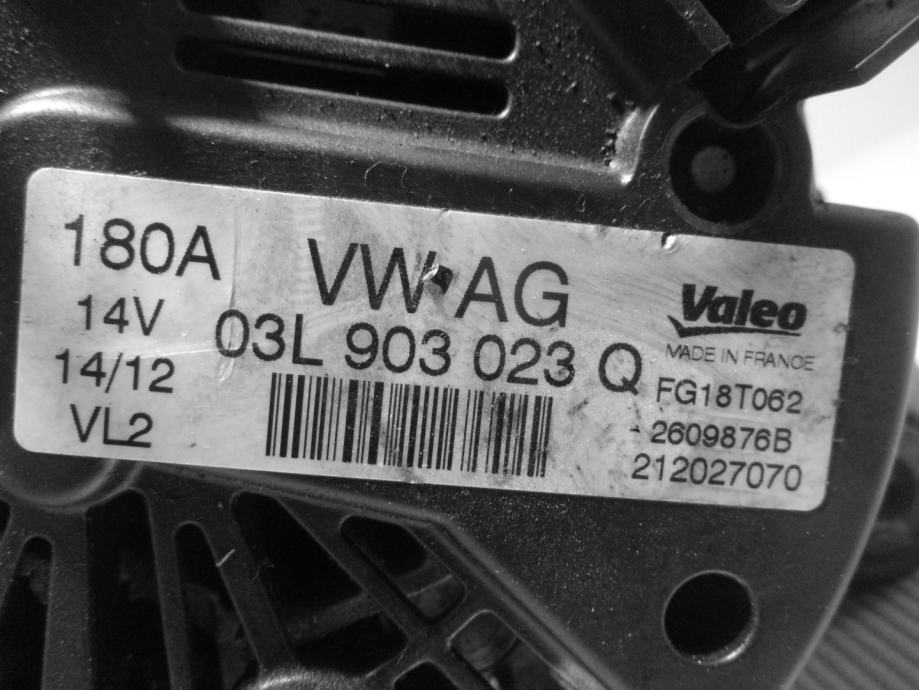 180A
14V
14/12
VL2
VW AG
03L 903 023 Q
Valeo
MADE IN FRANCE
FG18T062
2609876B
212027070